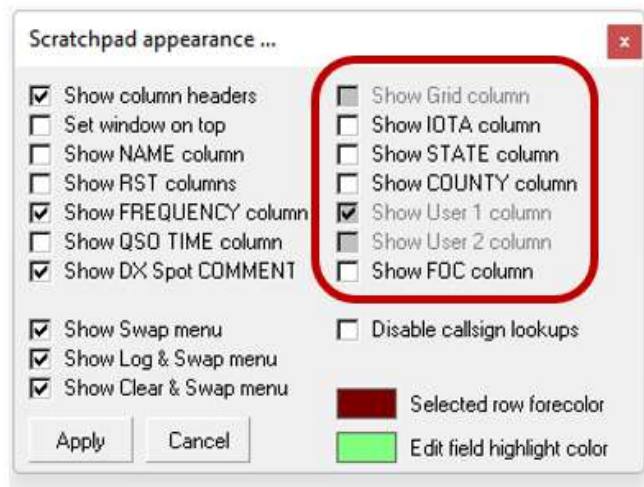 Scratchpad appearance ...
x
Show column headers
Set window on top
Show NAME column
Show RST columns
Show FREQUENCY column
Show QSO TIME column
Show DX Spot COMMENT
Show Grid column
Show IOTA column
Show STATE column
Show COUNTY column
Show User 1 column
Show User 2 column
Show FOC column
Show Swap menu
Show Log & Swap menu
Show Clear & Swap menu
Disable callsign lookups
Selected row forecolor
Edit field highlight color
Apply
Cancel